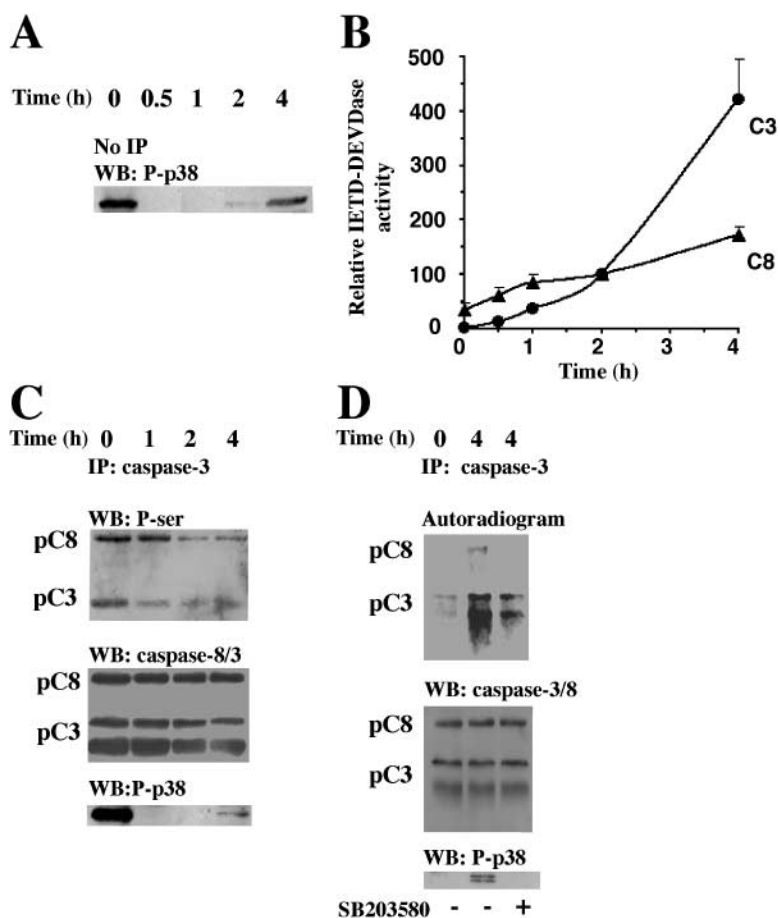 A
Time (h) 0 0.5 1 2 4
No IP
WB: P-p38
B
Relative IETD-DEVDase
activity
500
400
300
200
100
0
0 1 2 4
Time (h)
C3
C8
C
Time (h) 0 1 2 4
IP: caspase-3
WB: P-ser
pC8
pC3
WB: caspase-8/3
pC8
pC3
WB:P-p38
D
Time (h) 0 4 4
IP: caspase-3
Autoradiogram
pC8
pC3
WB: caspase-3/8
pC8
pC3
WB: P-p38
SB203580 - - +